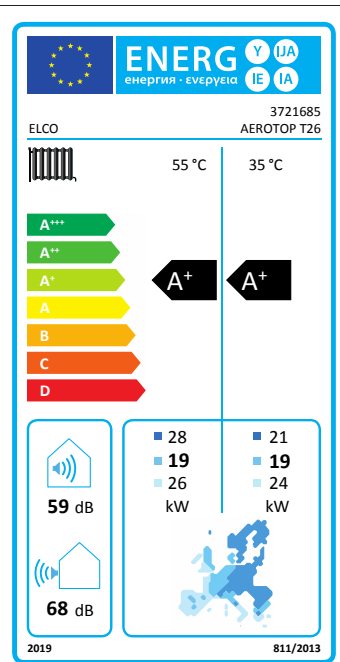 ENERG Y IJA
енергия · ενεργεια IE IA
3721685
ELCO AEROTOP T26
55 °C 35 °C
A+++
A++
A+
A
B
C
D
A+ A+
28 21
19 19
26 24
kW kW
59 dB
68 dB
2019 811/2013